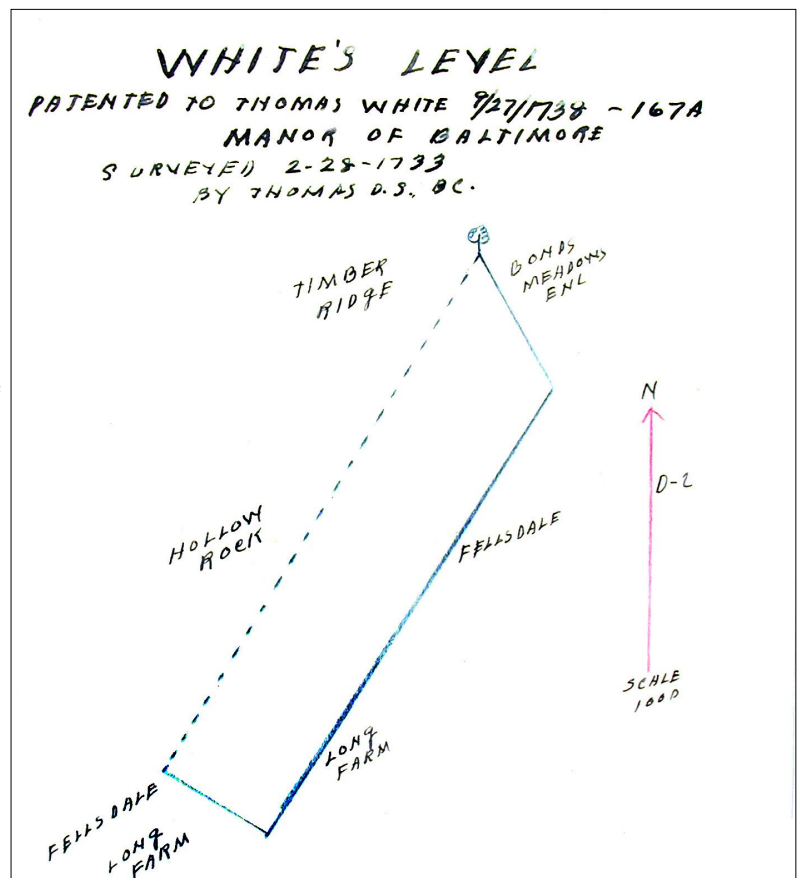 WHITE'S LEVEL
PATENTED TO THOMAS WHITE 9/27/1738 - 167A
MANOR OF BALTIMORE
SURVEYED 2-28-1733
BY THOMAS D.S., BC.
TIMBER
RIDGE
BONDS
MEADOWS
ENL
N
D-2
HOLLOW
ROCK
FELLSDALE
SCALE
100D
LONG
FARM
FELLSDALE
LONG
FARM